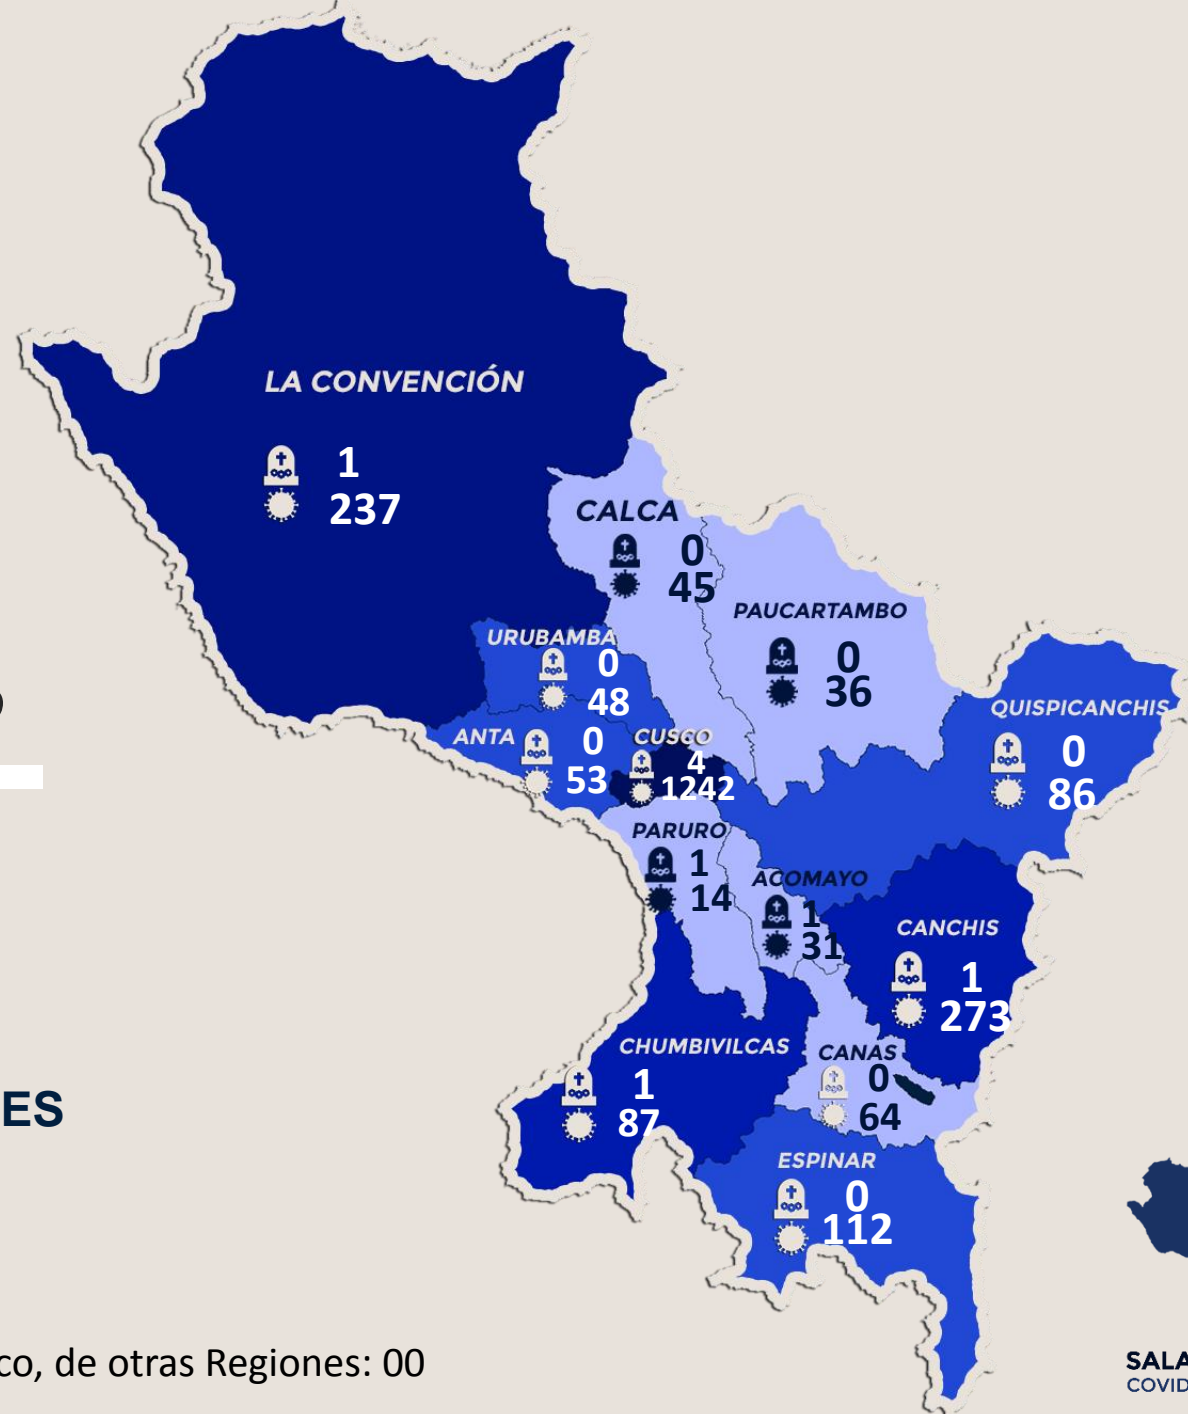 LA CONVENCIÓN
1
237
CALCA
0
45
PAUCARTAMBO
0
36
URUBAMBA
0
48
QUISPICANCHIS
0
86
ANTA
0
53
CUSCO
4
1242
PARURO
1
14
ACOMAYO
1
31
CANCHIS
1
273
CHUMBIVILCAS
1
87
CANAS
0
64
ES
ESPINAR
0
112
co, de otras Regiones: 00
SALA
COVID